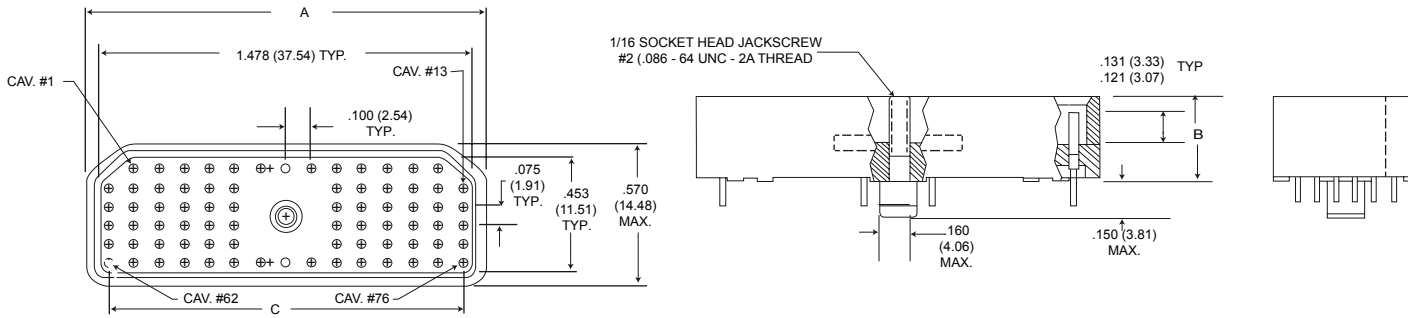 A
1.478 (37.54) TYP.
CAV. #1
CAV. #13
.100 (2.54)
TYP.
.075
(1.91)
TYP.
.453
(11.51)
TYP.
.570
(14.48)
MAX.
CAV. #62
CAV. #76
C
1/16 SOCKET HEAD JACKSCREW
#2 (.086 - 64 UNC - 2A THREAD
.131 (3.33)
.121 (3.07)
TYP
B
.160
(4.06)
MAX.
.150 (3.81)
MAX.